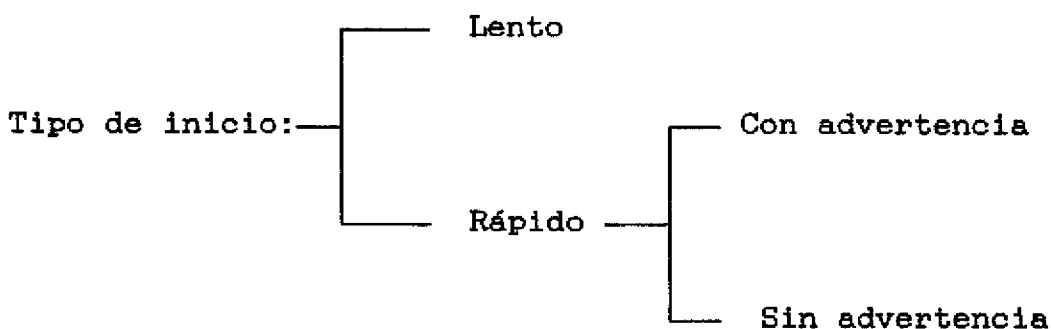 Lento
Tipo de inicio:
Con advertencia
Rápido
Sin advertencia